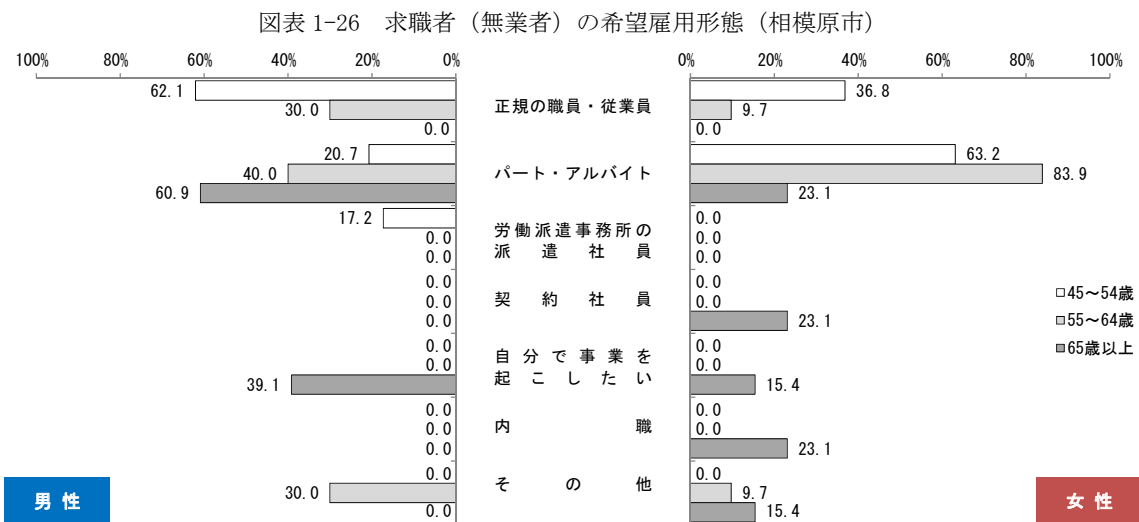 図表 1-26 求職者（無業者）の希望雇用形態（相模原市）
100% 80% 60% 40% 20% 0%
0% 20% 40% 60% 80% 100%
62.1
30.0
0.0
正規の職員・従業員
36.8
9.7
0.0
20.7
40.0
60.9
パート・アルバイト
63.2
83.9
23.1
17.2
0.0
0.0
労働派遣事務所の
派遣社員
0.0
0.0
0.0
0.0
0.0
0.0
契約社員
0.0
0.0
23.1
0.0
0.0
39.1
自分で事業を
起こしたい
0.0
0.0
15.4
0.0
0.0
0.0
内職
0.0
0.0
23.1
0.0
30.0
0.0
その他
0.0
9.7
15.4
45～54歳
55～64歳
65歳以上
男性
女性